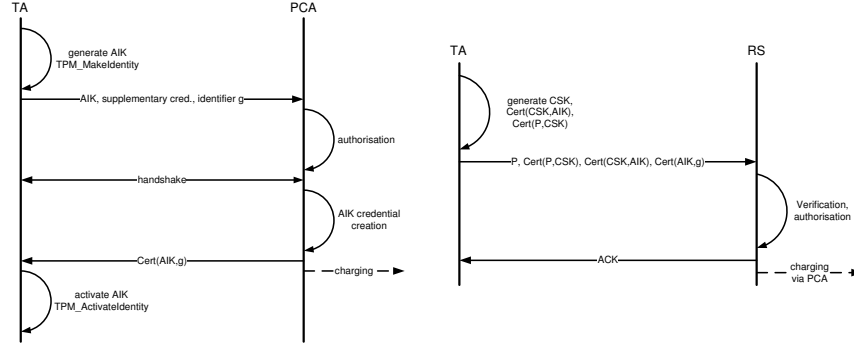 TA
PCA
generate AIK
TPM_MakeIdentity
AIK, supplementary cred., identifier g
authorisation
handshake
AIK credential
creation
Cert(AIK,g)
charging
activate AIK
TPM_ActivateIdentity
TA
RS
generate CSK,
Cert(CSK,AIK),
Cert(P,CSK)
P, Cert(P,CSK), Cert(CSK,AIK), Cert(AIK,g)
Verification,
authorisation
ACK
charging
via PCA